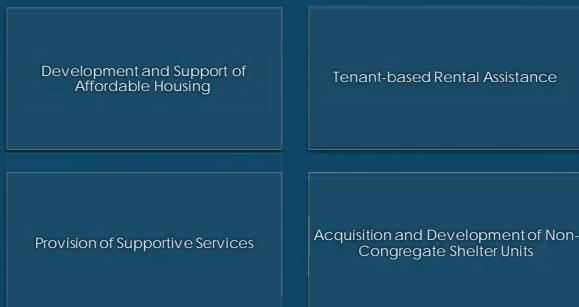 Development and Support of
Affordable Housing
Tenant-based Rental Assistance
Provision of Supportive Services
Acquisition and Development of Non-
Congregate Shelter Units